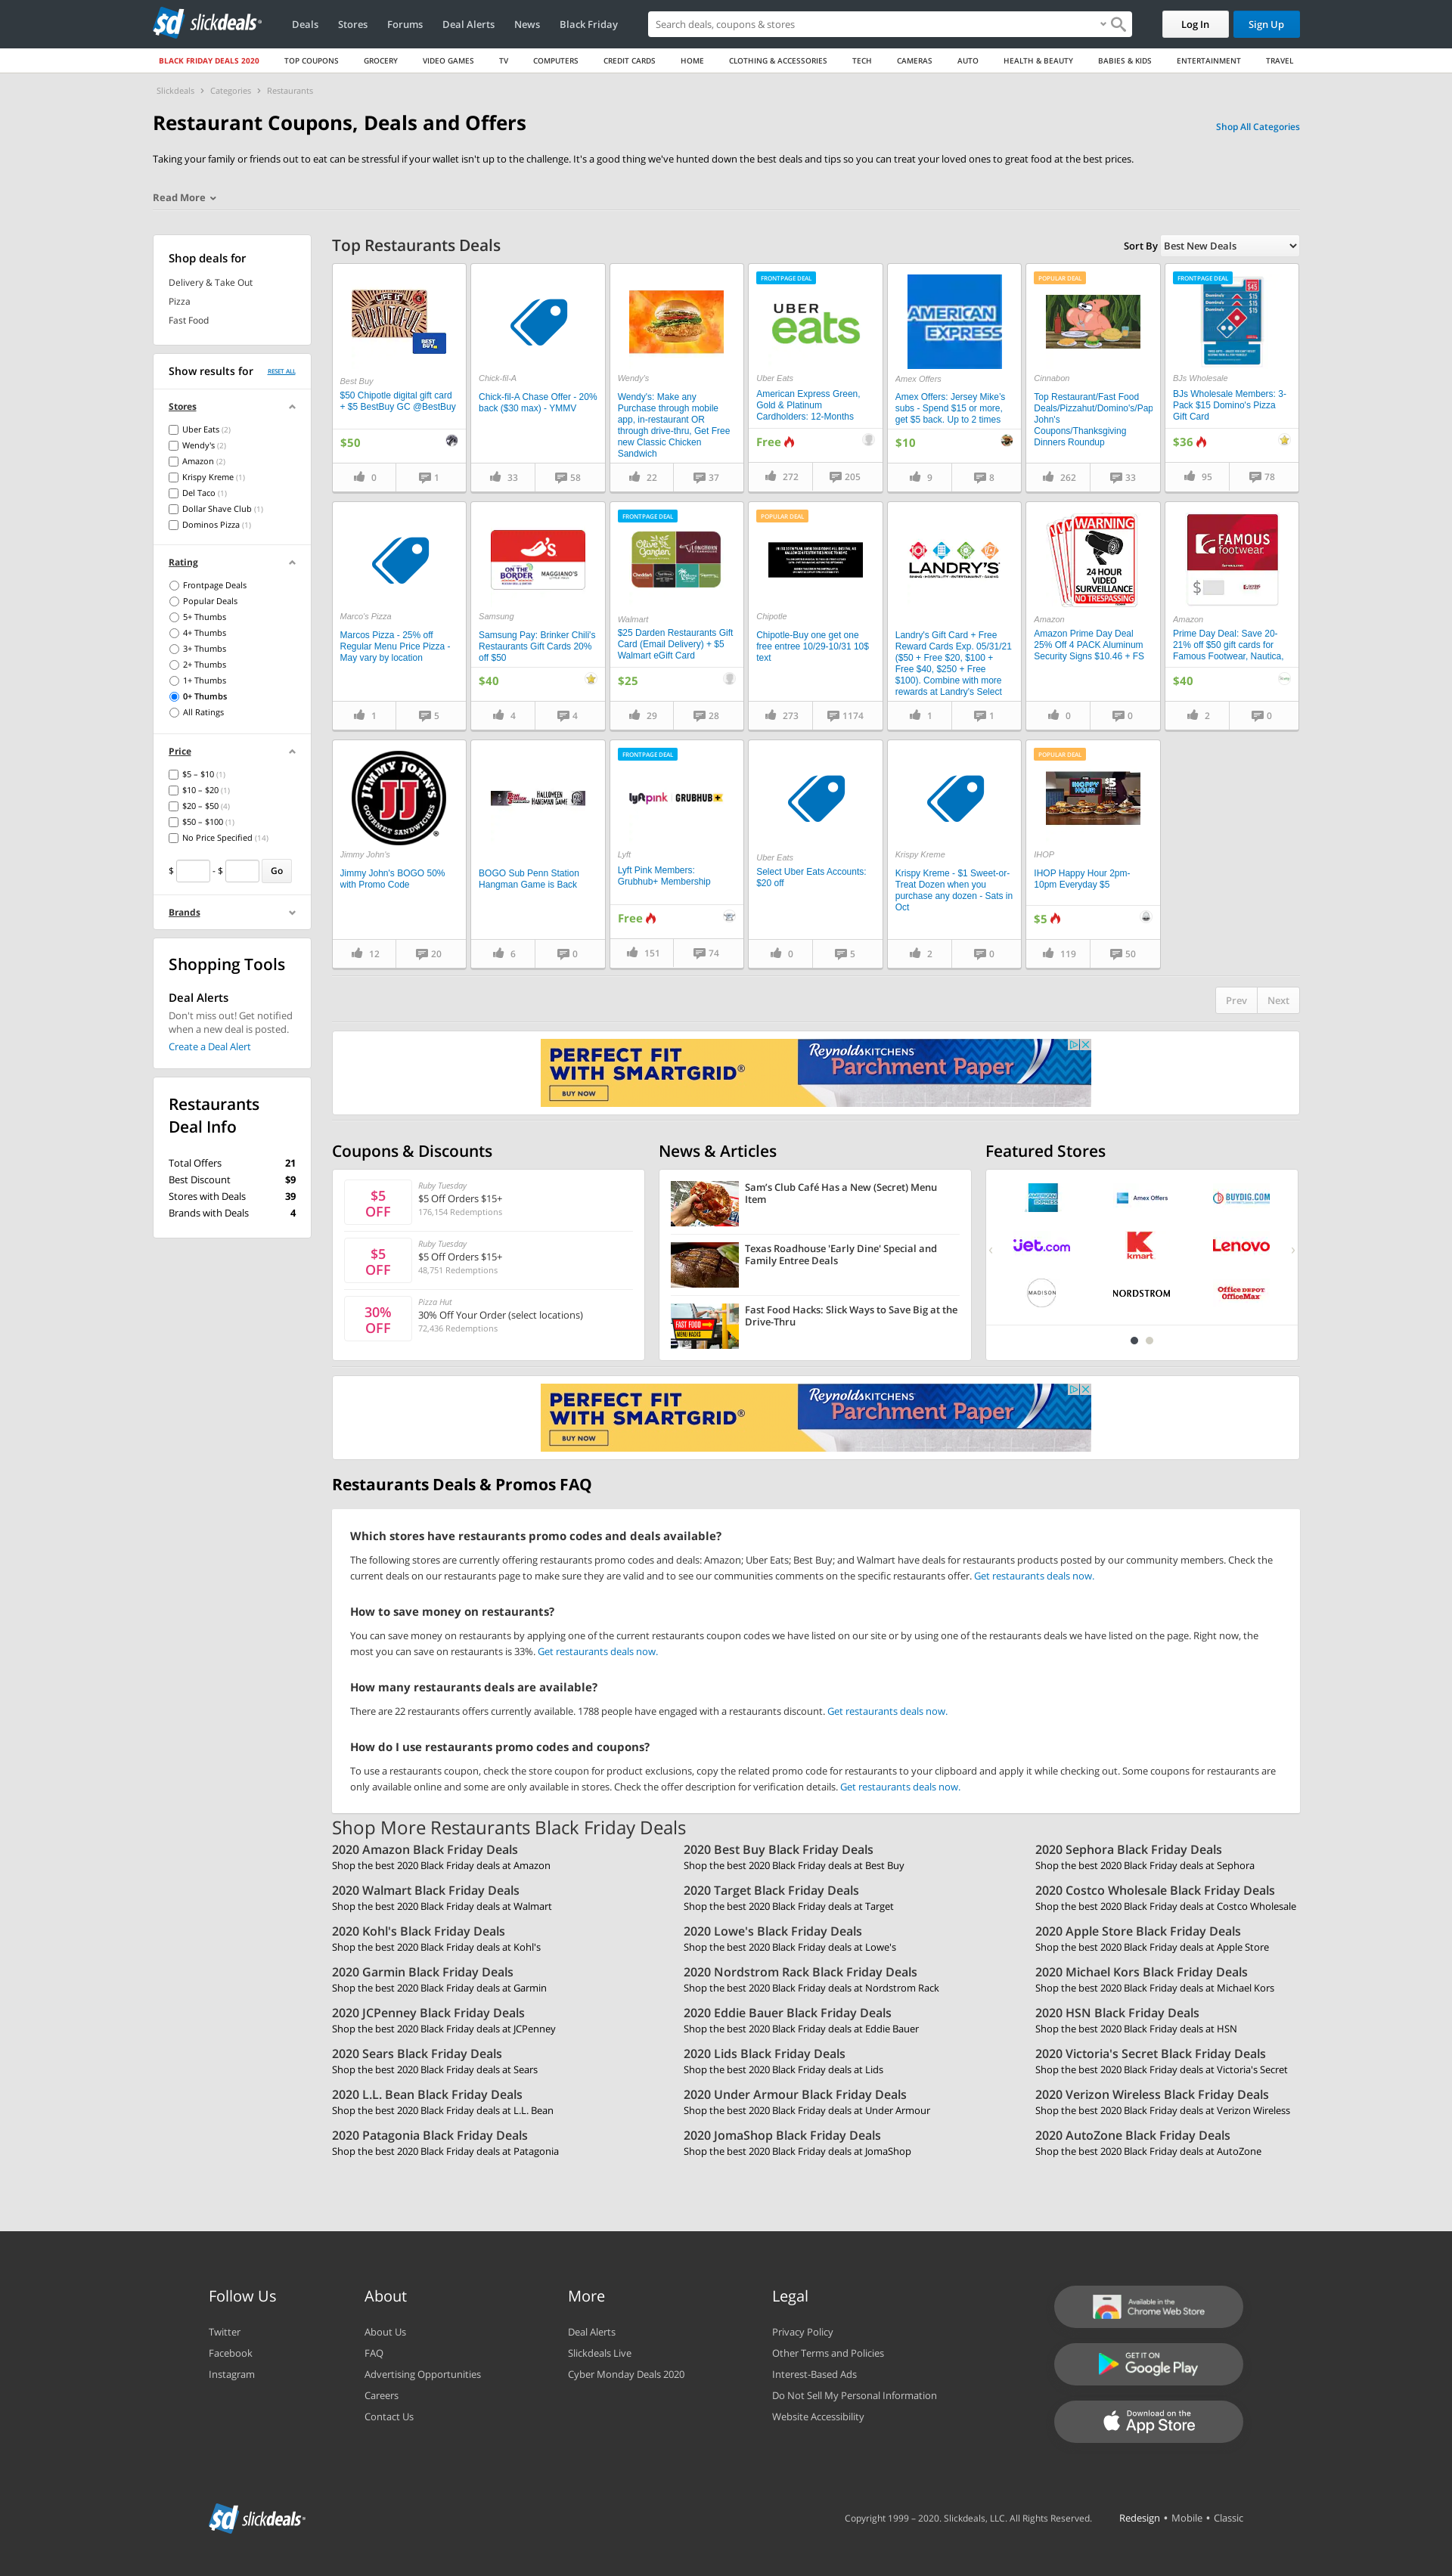 sd slickdeals
Deals Stores Forums Deal Alerts News Black Friday
Search deals, coupons & stores
Log In Sign Up
BLACK FRIDAY DEALS 2020 TOP COUPONS GROCERY VIDEO GAMES TV COMPUTERS CREDIT CARDS HOME CLOTHING & ACCESSORIES TECH CAMERAS AUTO HEALTH & BEAUTY BABIES & KIDS ENTERTAINMENT TRAVEL
Slickdeals › Categories › Restaurants
Restaurant Coupons, Deals and Offers
Shop All Categories
Taking your family or friends out to eat can be stressful if your wallet isn't up to the challenge. It's a good thing we've hunted down the best deals and tips so you can treat your loved ones to great food at the best prices.
Read More
Shop deals for
Delivery & Take Out
Pizza
Fast Food
Show results for RESET ALL
Stores
Uber Eats (2)
Wendy's (2)
Amazon (2)
Krispy Kreme (1)
Del Taco (1)
Dollar Shave Club (1)
Dominos Pizza (1)
Rating
Frontpage Deals
Popular Deals
5+ Thumbs
4+ Thumbs
3+ Thumbs
2+ Thumbs
1+ Thumbs
0+ Thumbs
All Ratings
Price
$5 – $10 (1)
$10 – $20 (1)
$20 – $50 (4)
$50 – $100 (1)
No Price Specified (14)
$ - $ Go
Brands
Shopping Tools
Deal Alerts
Don't miss out! Get notified
when a new deal is posted.
Create a Deal Alert
Restaurants
Deal Info
Total Offers 21
Best Discount $9
Stores with Deals 39
Brands with Deals 4
Top Restaurants Deals
Sort By Best New Deals
BEST BUY
Best Buy
$50 Chipotle digital gift card
+ $5 BestBuy GC @BestBuy
$50
0 1
Chick-fil-A
Chick-fil-A Chase Offer - 20%
back ($30 max) - YMMV
33 58
Wendy's
Wendy's: Make any
Purchase through mobile
app, in-restaurant OR
through drive-thru, Get Free
new Classic Chicken
Sandwich
22 37
FRONTPAGE DEAL
UBER
eats
Uber Eats
American Express Green,
Gold & Platinum
Cardholders: 12-Months
Free
272 205
AMERICAN
EXPRESS
Amex Offers
Amex Offers: Jersey Mike's
subs - Spend $15 or more,
get $5 back. Up to 2 times
$10
9 8
POPULAR DEAL
Cinnabon
Top Restaurant/Fast Food
Deals/Pizzahut/Domino's/Pap
John's
Coupons/Thanksgiving
Dinners Roundup
262 33
FRONTPAGE DEAL
$45
$15
$15
$15
BJs Wholesale
BJs Wholesale Members: 3-
Pack $15 Domino's Pizza
Gift Card
$36
95 78
Marco's Pizza
Marcos Pizza - 25% off
Regular Menu Price Pizza -
May vary by location
1 5
ON THE
BORDER
MAGGIANO'S
Samsung
Samsung Pay: Brinker Chili's
Restaurants Gift Cards 20%
off $50
$40
4 4
FRONTPAGE DEAL
Olive Garden
LONGHORN
Walmart
$25 Darden Restaurants Gift
Card (Email Delivery) + $5
Walmart eGift Card
$25
29 28
POPULAR DEAL
Chipotle
Chipotle-Buy one get one
free entree 10/29-10/31 10$
text
273 1174
LANDRY'S
DINING • HOSPITALITY • ENTERTAINMENT • GAMING
Landry's Gift Card + Free
Reward Cards Exp. 05/31/21
($50 + Free $20, $100 +
Free $40, $250 + Free
$100). Combine with more
rewards at Landry's Select
1 1
WARNING
24 HOUR
VIDEO
SURVEILLANCE
NO TRESPASSING
Amazon
Amazon Prime Day Deal
25% Off 4 PACK Aluminum
Security Signs $10.46 + FS
0 0
FAMOUS
footwear.
$
Amazon
Prime Day Deal: Save 20-
21% off $50 gift cards for
Famous Footwear, Nautica,
$40
2 0
JIMMY JOHN'S
JJ
GOURMET SANDWICHES
Jimmy John's
Jimmy John's BOGO 50%
with Promo Code
12 20
HALLOWEEN
HANGMAN GAME
BOGO Sub Penn Station
Hangman Game is Back
6 0
FRONTPAGE DEAL
lyft pink GRUBHUB+
Lyft
Lyft Pink Members:
Grubhub+ Membership
Free
151 74
Uber Eats
Select Uber Eats Accounts:
$20 off
0 5
Krispy Kreme
Krispy Kreme - $1 Sweet-or-
Treat Dozen when you
purchase any dozen - Sats in
Oct
2 0
POPULAR DEAL
IHOPPY
HOUR
$5
IHOP
IHOP Happy Hour 2pm-
10pm Everyday $5
$5
119 50
Prev Next
PERFECT FIT
WITH SMARTGRID®
BUY NOW
Reynolds KITCHENS®
Parchment Paper
Coupons & Discounts
$5
OFF
Ruby Tuesday
$5 Off Orders $15+
176,154 Redemptions
$5
OFF
Ruby Tuesday
$5 Off Orders $15+
48,751 Redemptions
30%
OFF
Pizza Hut
30% Off Your Order (select locations)
72,436 Redemptions
News & Articles
Sam's Club Café Has a New (Secret) Menu
Item
Texas Roadhouse 'Early Dine' Special and
Family Entree Deals
FAST FOOD
MENU HACKS
Fast Food Hacks: Slick Ways to Save Big at the
Drive-Thru
Featured Stores
AMERICAN EXPRESS Amex Offers BUYDIG.COM
jet.com kmart Lenovo
MADISON NORDSTROM Office DEPOT OfficeMax
PERFECT FIT
WITH SMARTGRID®
BUY NOW
Reynolds KITCHENS®
Parchment Paper
Restaurants Deals & Promos FAQ
Which stores have restaurants promo codes and deals available?
The following stores are currently offering restaurants promo codes and deals: Amazon; Uber Eats; Best Buy; and Walmart have deals for restaurants products posted by our community members. Check the
current deals on our restaurants page to make sure they are valid and to see our communities comments on the specific restaurants offer. Get restaurants deals now.
How to save money on restaurants?
You can save money on restaurants by applying one of the current restaurants coupon codes we have listed on our site or by using one of the restaurants deals we have listed on the page. Right now, the
most you can save on restaurants is 33%. Get restaurants deals now.
How many restaurants deals are available?
There are 22 restaurants offers currently available. 1788 people have engaged with a restaurants discount. Get restaurants deals now.
How do I use restaurants promo codes and coupons?
To use a restaurants coupon, check the store coupon for product exclusions, copy the related promo code for restaurants to your clipboard and apply it while checking out. Some coupons for restaurants are
only available online and some are only available in stores. Check the offer description for verification details. Get restaurants deals now.
Shop More Restaurants Black Friday Deals
2020 Amazon Black Friday Deals
Shop the best 2020 Black Friday deals at Amazon
2020 Best Buy Black Friday Deals
Shop the best 2020 Black Friday deals at Best Buy
2020 Sephora Black Friday Deals
Shop the best 2020 Black Friday deals at Sephora
2020 Walmart Black Friday Deals
Shop the best 2020 Black Friday deals at Walmart
2020 Target Black Friday Deals
Shop the best 2020 Black Friday deals at Target
2020 Costco Wholesale Black Friday Deals
Shop the best 2020 Black Friday deals at Costco Wholesale
2020 Kohl's Black Friday Deals
Shop the best 2020 Black Friday deals at Kohl's
2020 Lowe's Black Friday Deals
Shop the best 2020 Black Friday deals at Lowe's
2020 Apple Store Black Friday Deals
Shop the best 2020 Black Friday deals at Apple Store
2020 Garmin Black Friday Deals
Shop the best 2020 Black Friday deals at Garmin
2020 Nordstrom Rack Black Friday Deals
Shop the best 2020 Black Friday deals at Nordstrom Rack
2020 Michael Kors Black Friday Deals
Shop the best 2020 Black Friday deals at Michael Kors
2020 JCPenney Black Friday Deals
Shop the best 2020 Black Friday deals at JCPenney
2020 Eddie Bauer Black Friday Deals
Shop the best 2020 Black Friday deals at Eddie Bauer
2020 HSN Black Friday Deals
Shop the best 2020 Black Friday deals at HSN
2020 Sears Black Friday Deals
Shop the best 2020 Black Friday deals at Sears
2020 Lids Black Friday Deals
Shop the best 2020 Black Friday deals at Lids
2020 Victoria's Secret Black Friday Deals
Shop the best 2020 Black Friday deals at Victoria's Secret
2020 L.L. Bean Black Friday Deals
Shop the best 2020 Black Friday deals at L.L. Bean
2020 Under Armour Black Friday Deals
Shop the best 2020 Black Friday deals at Under Armour
2020 Verizon Wireless Black Friday Deals
Shop the best 2020 Black Friday deals at Verizon Wireless
2020 Patagonia Black Friday Deals
Shop the best 2020 Black Friday deals at Patagonia
2020 JomaShop Black Friday Deals
Shop the best 2020 Black Friday deals at JomaShop
2020 AutoZone Black Friday Deals
Shop the best 2020 Black Friday deals at AutoZone
Follow Us
Twitter
Facebook
Instagram
About
About Us
FAQ
Advertising Opportunities
Careers
Contact Us
More
Deal Alerts
Slickdeals Live
Cyber Monday Deals 2020
Legal
Privacy Policy
Other Terms and Policies
Interest-Based Ads
Do Not Sell My Personal Information
Website Accessibility
Available in the
Chrome Web Store
GET IT ON
Google Play
Download on the
App Store
sd slickdeals
Copyright 1999 – 2020. Slickdeals, LLC. All Rights Reserved. Redesign • Mobile • Classic